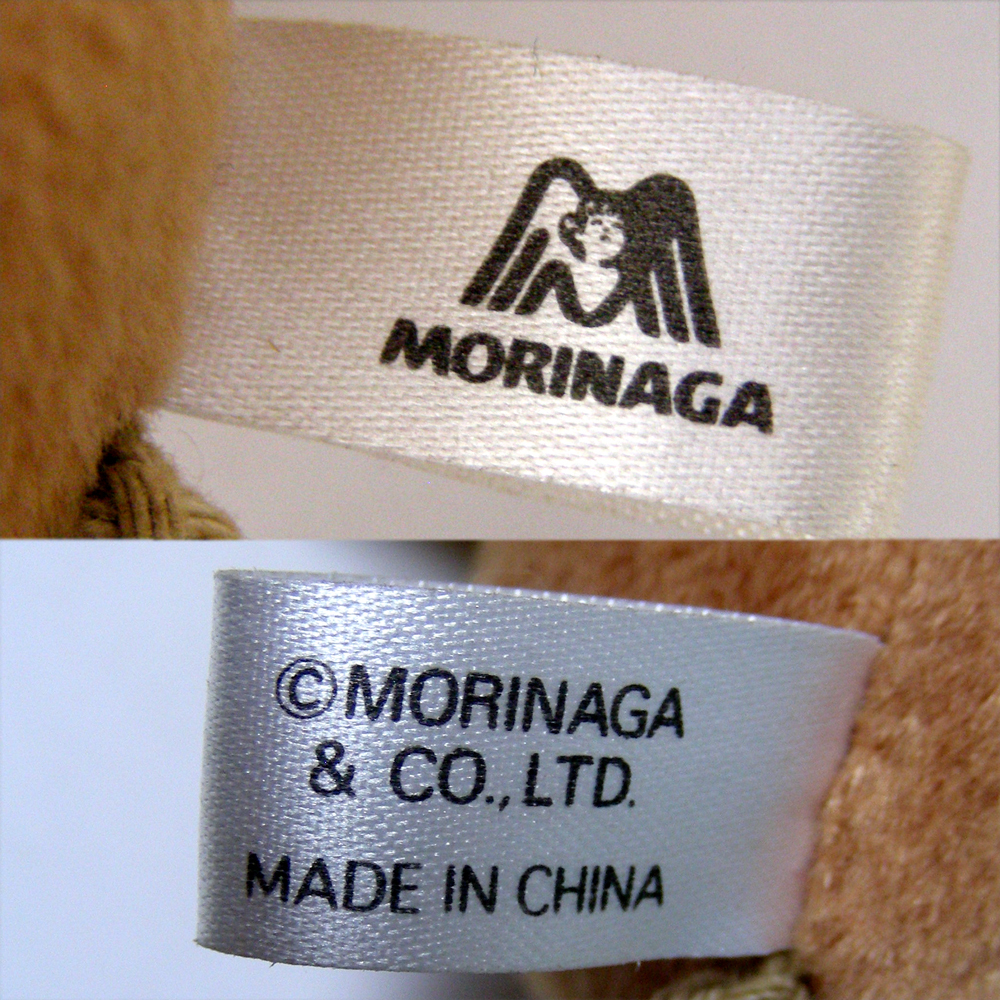 MORINAGA
©MORINAGA
& CO., LTD.
MADE IN CHINA